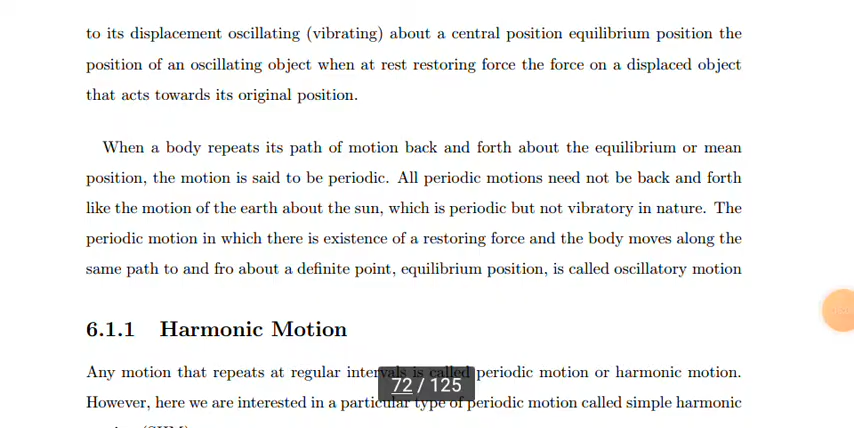 to its displacement oscillating (vibrating) about a central position equilibrium position the
position of an oscillating object when at rest restoring force the force on a displaced object
that acts towards its original position.
When a body repeats its path of motion back and forth about the equilibrium or mean
position, the motion is said to be periodic. All periodic motions need not be back and forth
like the motion of the earth about the sun, which is periodic but not vibratory in nature. The
periodic motion in which there is existence of a restoring force and the body moves along the
same path to and fro about a definite point, equilibrium position, is called oscillatory motion
6.1.1 Harmonic Motion
Any motion that repeats at regular intervals is called periodic motion or harmonic motion.
72 / 125
However, here we are interested in a particular type of periodic motion called simple harmonic